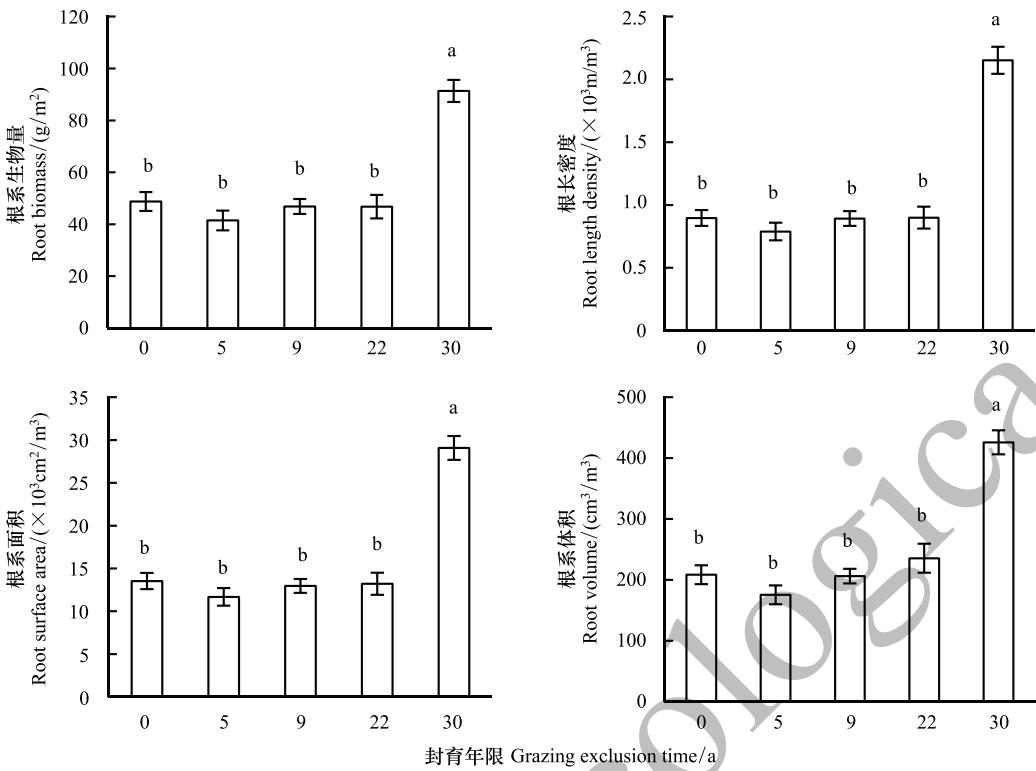 120
100
80
60
40
20
0
根系生物量
Root biomass/(g/m²)
b
b
b
b
a
0 5 9 22 30
2.5
2.0
1.5
1.0
0.5
0
根长密度
Root length density/(×10³m/m³)
b
b
b
b
a
0 5 9 22 30
35
30
25
20
15
10
5
0
根系面积
Root surface area/(×10³cm²/m³)
b
b
b
b
a
0 5 9 22 30
500
400
300
200
100
0
根系体积
Root volume/(cm³/m³)
b
b
b
b
a
0 5 9 22 30
封育年限 Grazing exclusion time/a
ologica